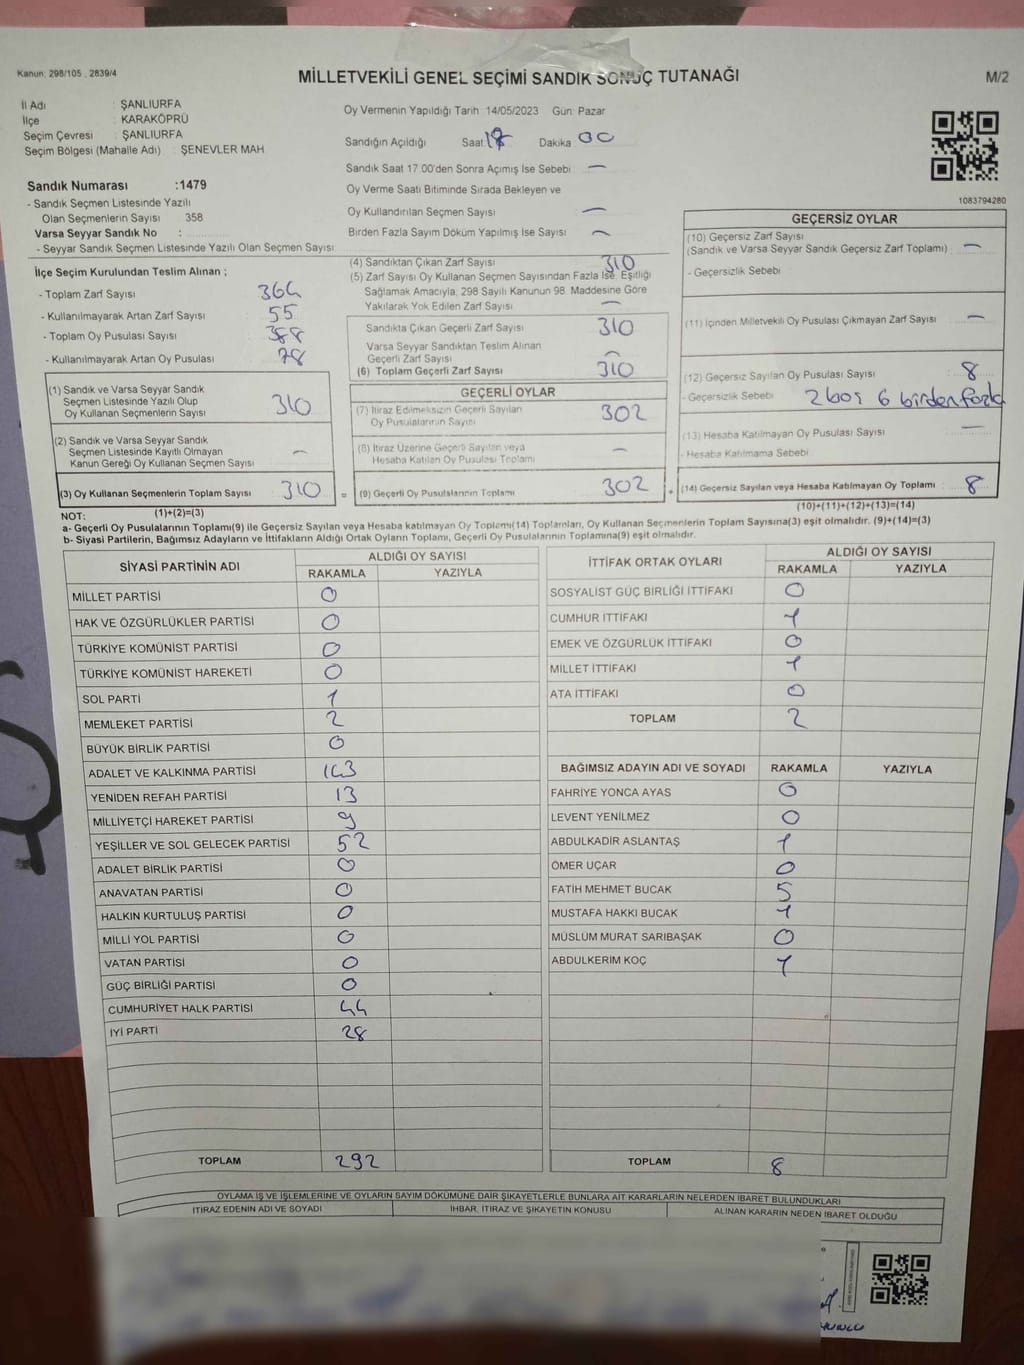 Kanun: 298/105 , 2839/4
MİLLETVEKİLİ GENEL SEÇİMİ SANDIK SONUÇ TUTANAĞI
M/2
İl Adı : ŞANLIURFA
İlçe : KARAKÖPRÜ
Seçim Çevresi : ŞANLIURFA
Seçim Bölgesi (Mahalle Adı) : ŞENEVLER MAH
Sandık Numarası :1479
- Sandık Seçmen Listesinde Yazılı
Olan Seçmenlerin Sayısı 358
Varsa Seyyar Sandık No :
- Seyyar Sandık Seçmen Listesinde Yazılı Olan Seçmen Sayısı
İlçe Seçim Kurulundan Teslim Alınan ;
- Toplam Zarf Sayısı 364
- Kullanılmayarak Artan Zarf Sayısı 55
- Toplam Oy Pusulası Sayısı 388
- Kullanılmayarak Artan Oy Pusulası 78
(1) Sandık ve Varsa Seyyar Sandık
Seçmen Listesinde Yazılı Olup
Oy Kullanan Seçmenlerin Sayısı 310
(2) Sandık ve Varsa Seyyar Sandık
Seçmen Listesinde Kayıtlı Olmayan
Kanun Gereği Oy Kullanan Seçmen Sayısı —
(3) Oy Kullanan Seçmenlerin Toplam Sayısı 310 =
Oy Vermenin Yapıldığı Tarih 14/05/2023 Gün: Pazar
Sandığın Açıldığı Saat 17 Dakika 00
Sandık Saat 17.00'den Sonra Açımış İse Sebebi —
Oy Verme Saati Bitiminde Sırada Bekleyen ve
Oy Kullandırılan Seçmen Sayısı —
Birden Fazla Sayım Döküm Yapılmış İse Sayısı —
(4) Sandıktan Çıkan Zarf Sayısı 310
(5) Zarf Sayısı Oy Kullanan Seçmen Sayısından Fazla İse, Eşitliği
Sağlamak Amacıyla; 298 Sayılı Kanunun 98. Maddesine Göre
Yakılarak Yok Edilen Zarf Sayısı —
Sandıkta Çıkan Geçerli Zarf Sayısı 310
Varsa Seyyar Sandıktan Teslim Alınan
Geçerli Zarf Sayısı —
(6) Toplam Geçerli Zarf Sayısı 310
GEÇERLİ OYLAR
(7) İtiraz Edilmeksizin Geçerli Sayılan
Oy Pusulalarının Sayısı 302
(8) İtiraz Üzerine Geçerli Sayılan veya
Hesaba Katılan Oy Pusulası Toplamı —
(9) Geçerli Oy Pusulalarının Toplamı 302 +
1083794280
GEÇERSİZ OYLAR
(10) Geçersiz Zarf Sayısı
(Sandık ve Varsa Seyyar Sandık Geçersiz Zarf Toplamı) —
- Geçersizlik Sebebi
(11) İçinden Milletvekili Oy Pusulası Çıkmayan Zarf Sayısı —
(12) Geçersiz Sayılan Oy Pusulası Sayısı 8
- Geçersizlik Sebebi 2 boş 6 birden fazla
(13) Hesaba Katılmayan Oy Pusulası Sayısı —
- Hesaba Katılmama Sebebi
(14) Geçersiz Sayılan veya Hesaba Katılmayan Oy Toplamı 8
NOT: (1)+(2)=(3) (10)+(11)+(12)+(13)=(14)
a- Geçerli Oy Pusulalarının Toplamı(9) ile Geçersiz Sayılan veya Hesaba katılmayan Oy Toplamı(14) Toplamları, Oy Kullanan Seçmenlerin Toplam Sayısına(3) eşit olmalıdır. (9)+(14)=(3)
b- Siyasi Partilerin, Bağımsız Adayların ve İttifakların Aldığı Ortak Oyların Toplamı, Geçerli Oy Pusulalarının Toplamına(9) eşit olmalıdır.
SİYASİ PARTİNİN ADI ALDIĞI OY SAYISI
RAKAMLA YAZIYLA
MİLLET PARTİSİ 0
HAK VE ÖZGÜRLÜKLER PARTİSİ 0
TÜRKİYE KOMÜNİST PARTİSİ 0
TÜRKİYE KOMÜNİST HAREKETİ 0
SOL PARTİ 1
MEMLEKET PARTİSİ 2
BÜYÜK BİRLİK PARTİSİ 0
ADALET VE KALKINMA PARTİSİ 143
YENİDEN REFAH PARTİSİ 13
MİLLİYETÇİ HAREKET PARTİSİ 9
YEŞİLLER VE SOL GELECEK PARTİSİ 52
ADALET BİRLİK PARTİSİ 0
ANAVATAN PARTİSİ 0
HALKIN KURTULUŞ PARTİSİ 0
MİLLİ YOL PARTİSİ 0
VATAN PARTİSİ 0
GÜÇ BİRLİĞİ PARTİSİ 0
CUMHURİYET HALK PARTİSİ 44
İYİ PARTİ 28
TOPLAM 292
İTTİFAK ORTAK OYLARI ALDIĞI OY SAYISI
RAKAMLA YAZIYLA
SOSYALİST GÜÇ BİRLİĞİ İTTİFAKI 0
CUMHUR İTTİFAKI 1
EMEK VE ÖZGÜRLÜK İTTİFAKI 0
MİLLET İTTİFAKI 1
ATA İTTİFAKI 0
TOPLAM 2
BAĞIMSIZ ADAYIN ADI VE SOYADI RAKAMLA YAZIYLA
FAHRİYE YONCA AYAS 0
LEVENT YENİLMEZ 0
ABDULKADİR ASLANTAŞ 1
ÖMER UÇAR 0
FATİH MEHMET BUCAK 5
MUSTAFA HAKKI BUCAK 1
MÜSLÜM MURAT SARIBAŞAK 0
ABDULKERİM KOÇ 1
TOPLAM 8
OYLAMA İŞ VE İŞLEMLERİNE VE OYLARIN SAYIM DÖKÜMÜNE DAİR ŞİKAYETLERLE BUNLARA AİT KARARLARIN NELERDEN İBARET BULUNDUKLARI
İTİRAZ EDENİN ADI VE SOYADI İHBAR, İTİRAZ VE ŞİKAYETİN KONUSU ALINAN KARARIN NEDEN İBARET OLDUĞU